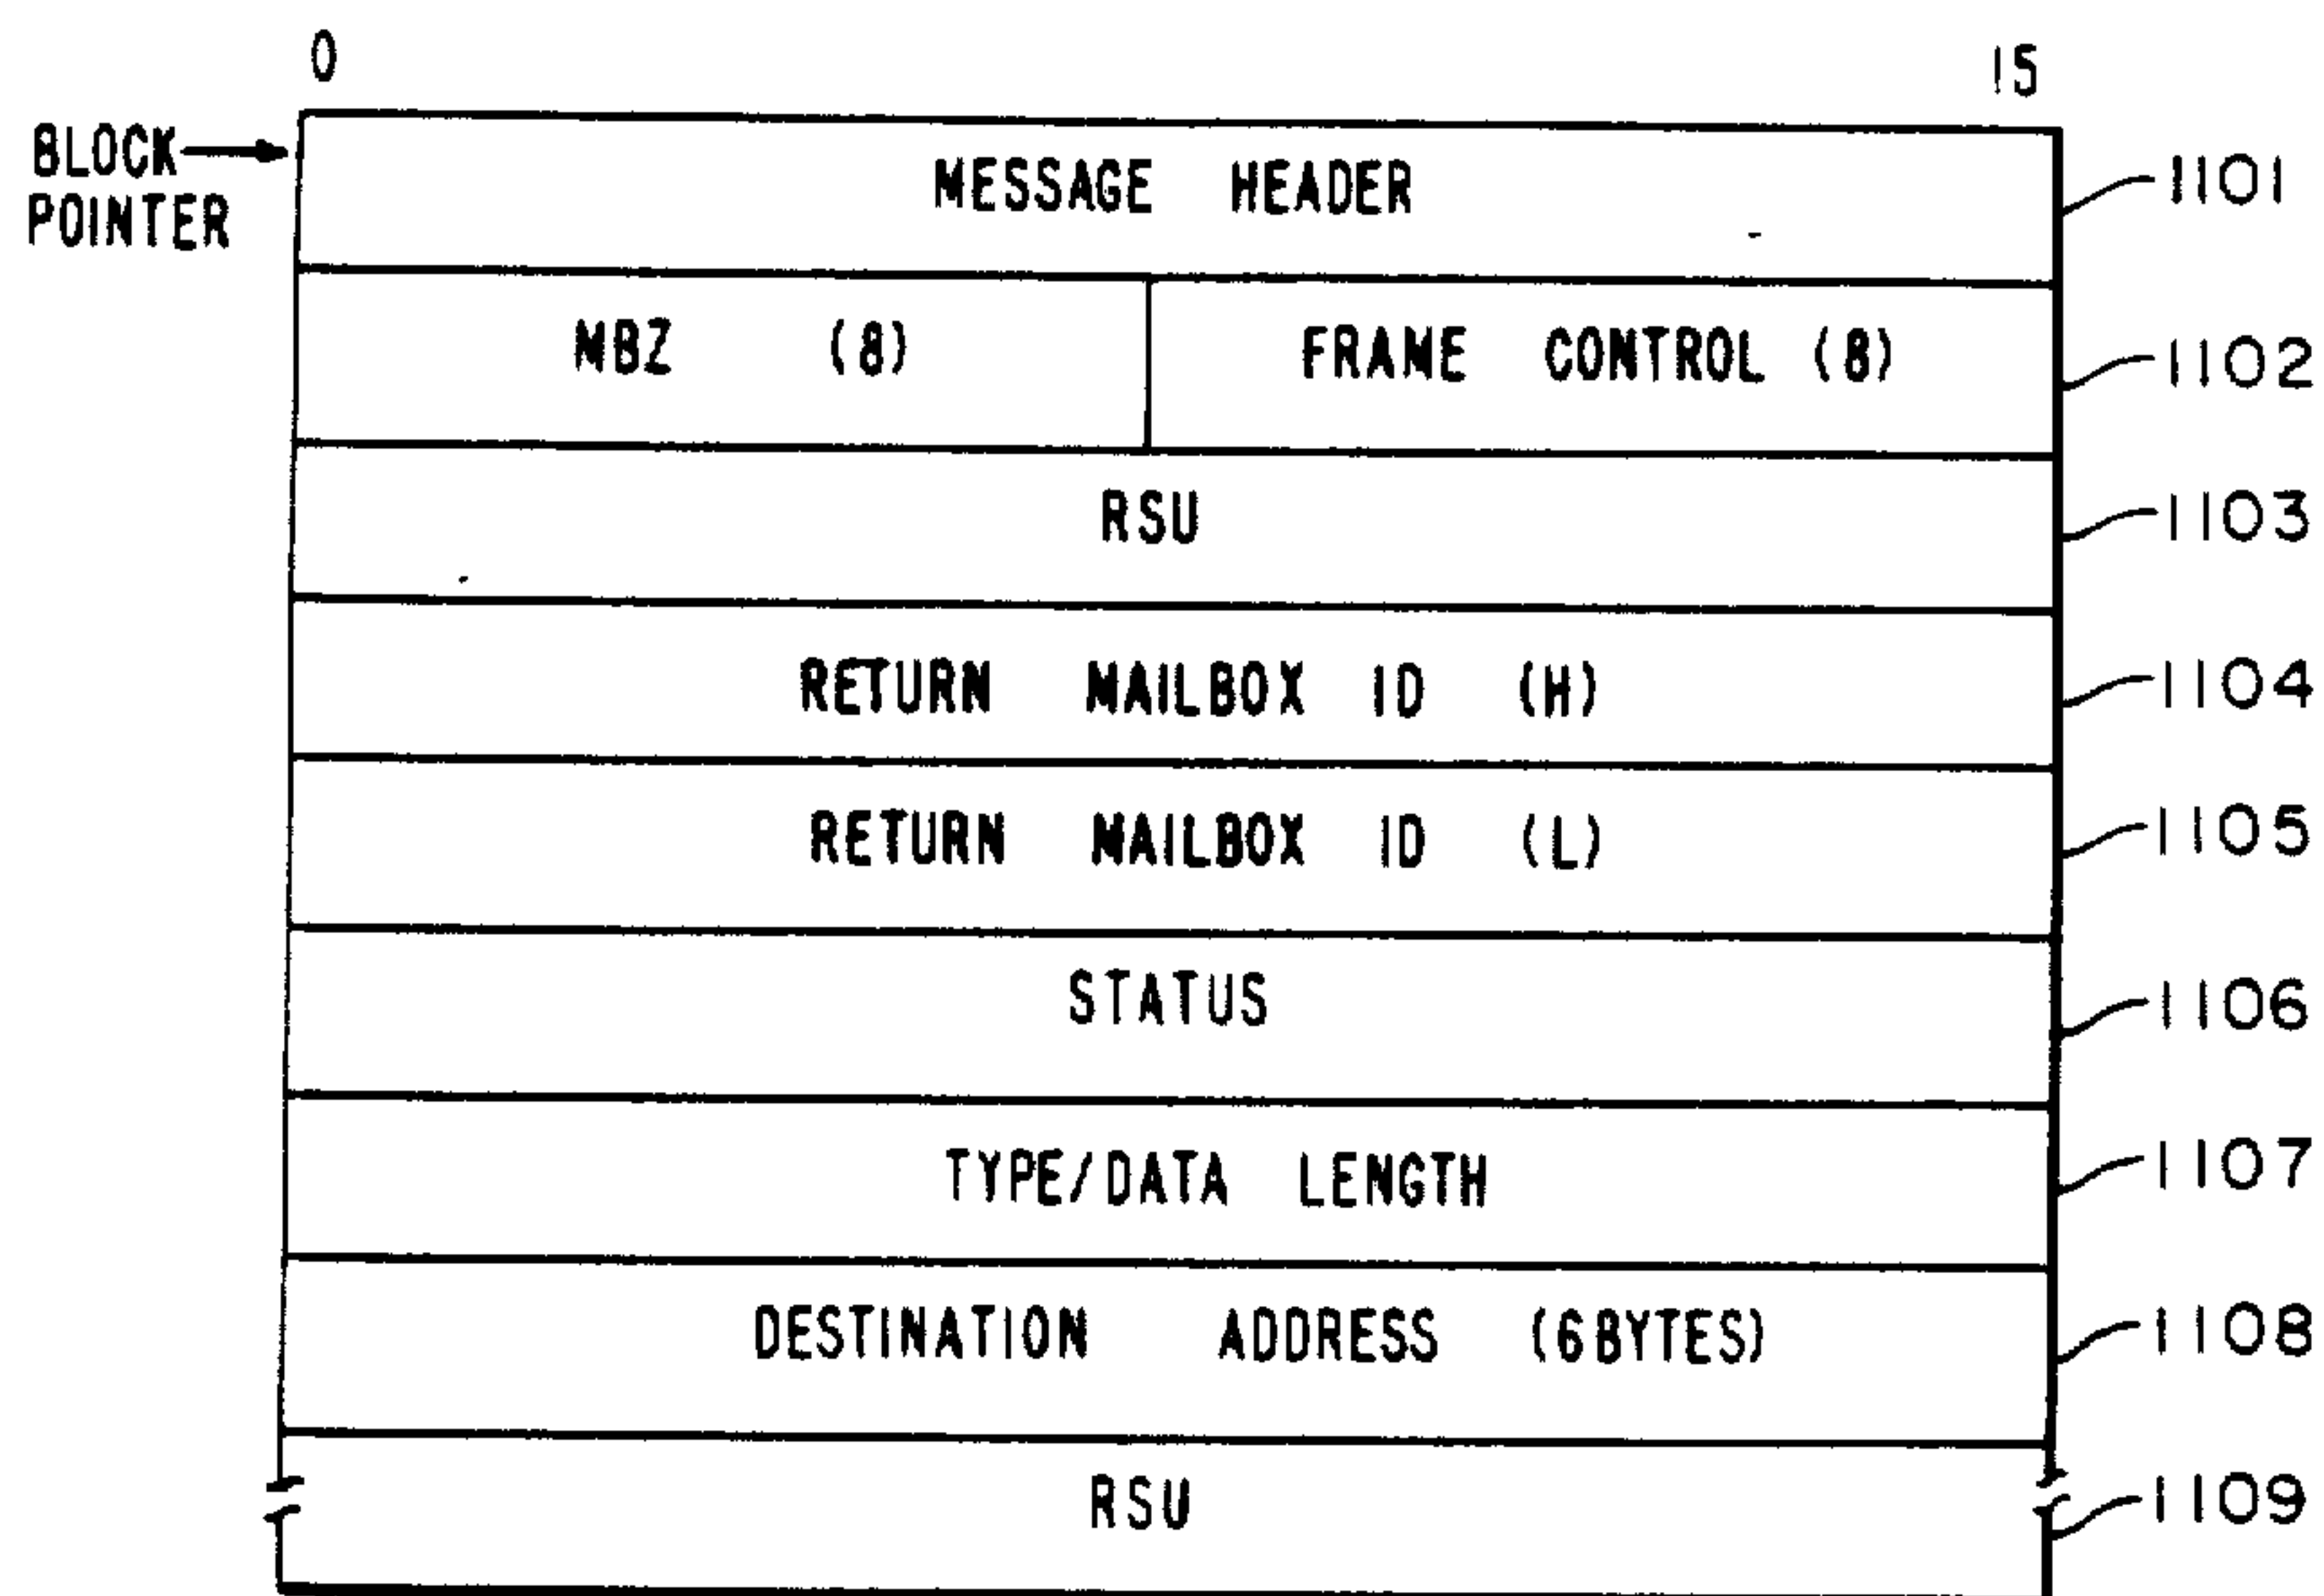 0 15
BLOCK
POINTER
MESSAGE HEADER 1101
MBZ (8) FRAME CONTROL (8) 1102
RSU 1103
RETURN MAILBOX ID (H) 1104
RETURN MAILBOX ID (L) 1105
STATUS 1106
TYPE/DATA LENGTH 1107
DESTINATION ADDRESS (6BYTES) 1108
RSU 1109